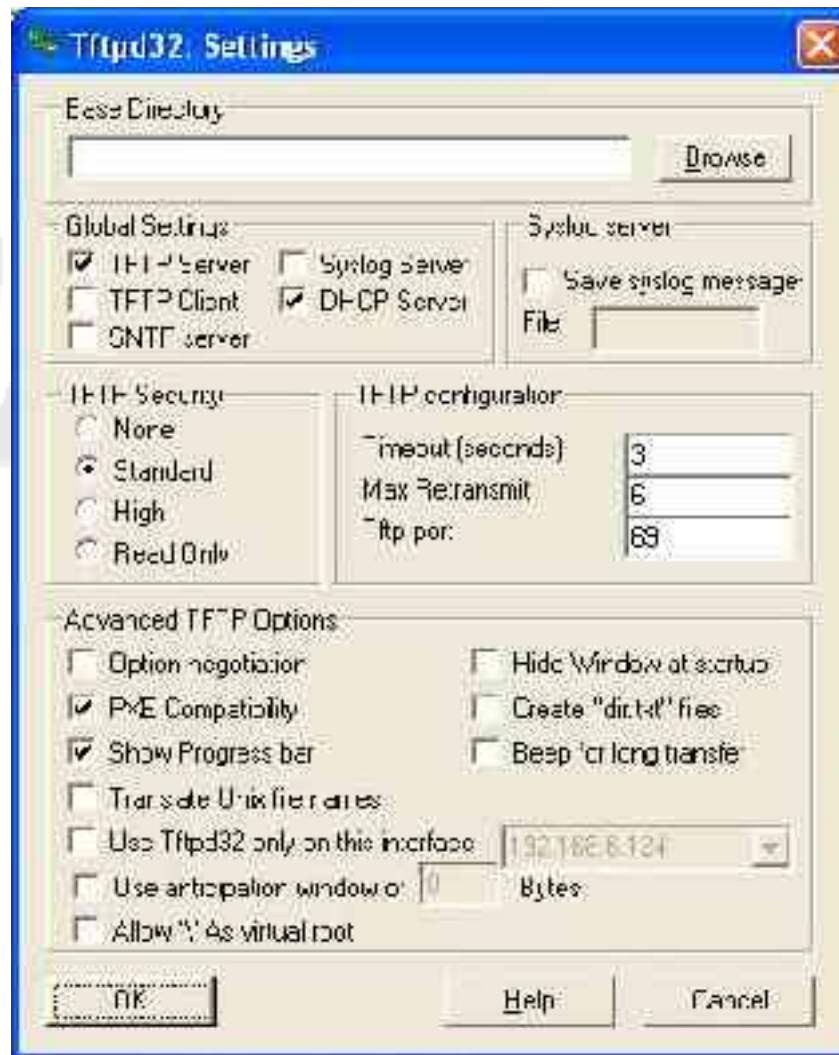 Tftpd32. Settings
Base Directory
Browse
Global Settings
TFTP Server
Syslog Server
TFTP Client
DHCP Server
SNTP server
Syslog server
Save syslog message
File
TFTP Security
None
Standard
High
Read Only
TFTP configuration
Timeout (seconds)
3
Max Retransmit
6
Tftp port
69
Advanced TFTP Options
Option negotiation
Hide Window at startup
PXE Compatibility
Create "dir.txt" files
Show Progress bar
Beep for long transfer
Translate Unix file names
Use Tftpd32 only on this interface
Use anticipation window of 0 Bytes
Allow '\' As virtual root
OK
Help
Cancel